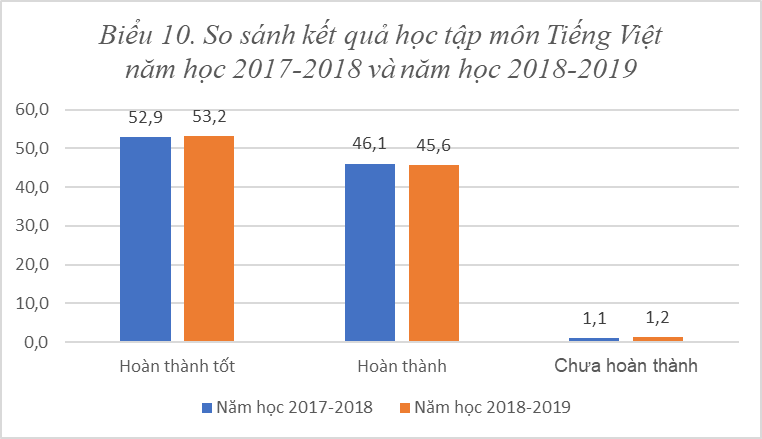 Biểu 10. So sánh kết quả học tập môn Tiếng Việt
năm học 2017-2018 và năm học 2018-2019
60,0
50,0
40,0
30,0
20,0
10,0
0,0
52,9
53,2
46,1
45,6
1,1
1,2
Hoàn thành tốt
Hoàn thành
Chưa hoàn thành
Năm học 2017-2018
Năm học 2018-2019